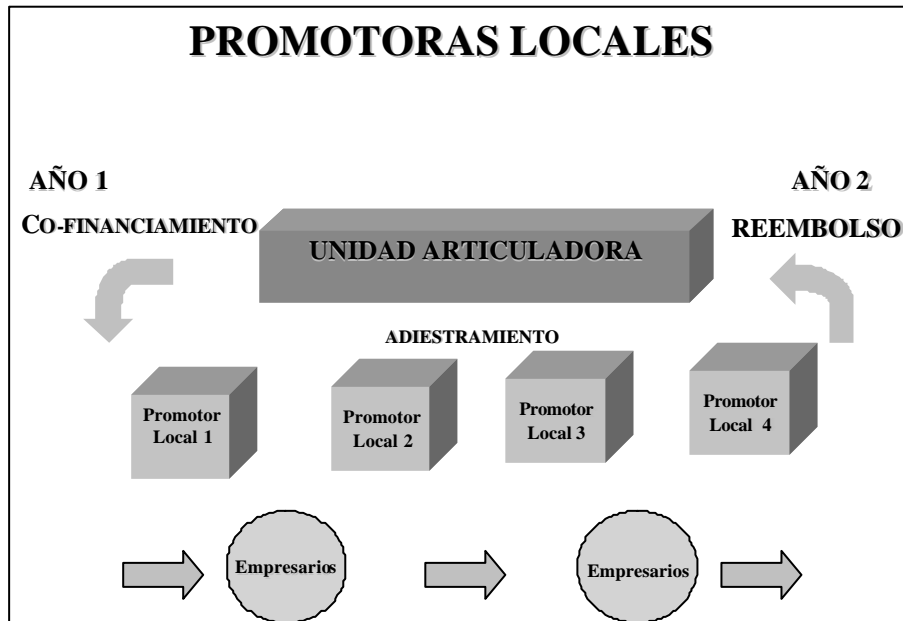 PROMOTORAS LOCALES
AÑO 1
CO-FINANCIAMIENTO
AÑO 2
REEMBOLSO
UNIDAD ARTICULADORA
ADIESTRAMIENTO
Promotor
Local 1
Promotor
Local 2
Promotor
Local 3
Promotor
Local 4
Empresarios
Empresarios